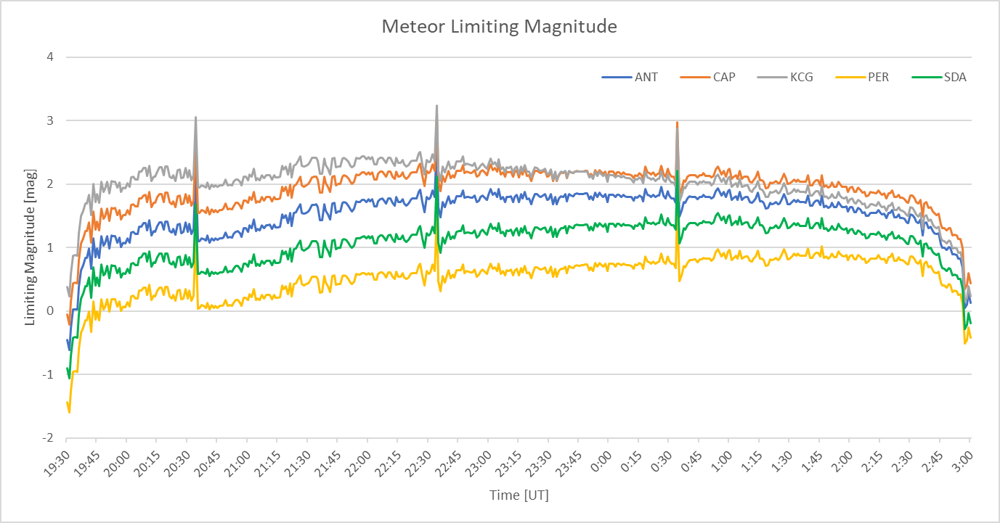 Meteor Limiting Magnitude
ANT CAP KCG PER SDA
Limiting Magnitude [mag]
4
3
2
1
0
-1
-2
19:30 19:45 20:00 20:15 20:30 20:45 21:00 21:15 21:30 21:45 22:00 22:15 22:30 22:45 23:00 23:15 23:30 23:45 0:00 0:15 0:30 0:45 1:00 1:15 1:30 1:45 2:00 2:15 2:30 2:45 3:00
Time [UT]